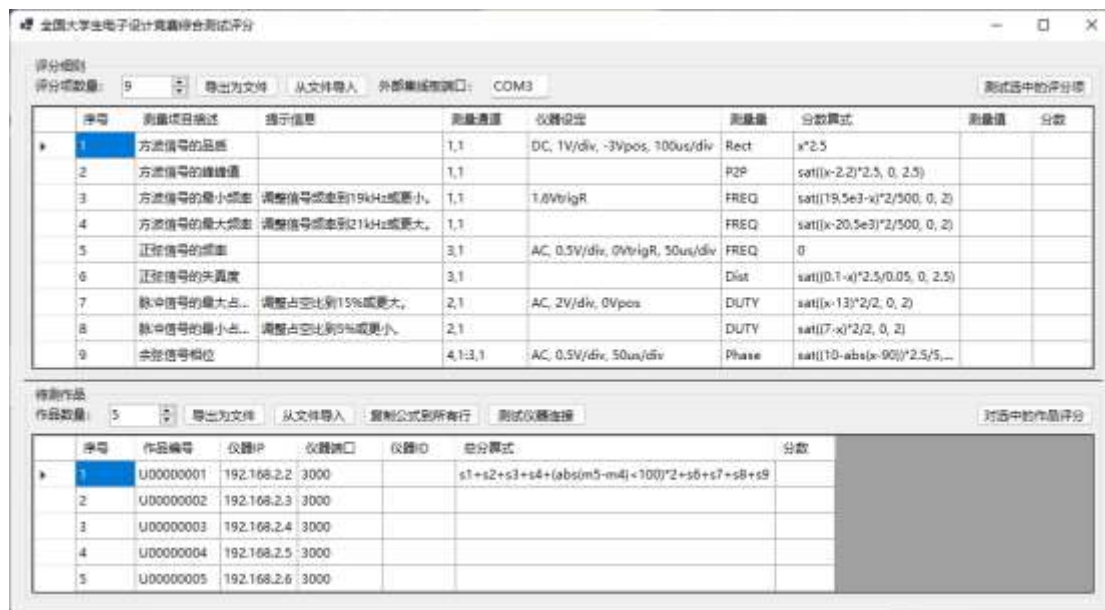 全国大学生电子设计竞赛综合测试评分
评分细则
评分项数量: 9 导出为文件 从文件导入 外部集线器端口: COM3 测试选中的评分项
序号 测量项目描述 提示信息 测量通道 仪器设定 测量量 分数算式 测量值 分数
1 方波信号的品质 1,1 DC, 1V/div, -3Vpos, 100us/div Rect x*2.5
2 方波信号的峰峰值 1,1 P2P sat((x-2.2)*2.5, 0, 2.5)
3 方波信号的最小频率 调整信号频率到19kHz或更小。 1,1 1.6VtrigR FREQ sat((19.5e3-x)*2/500, 0, 2)
4 方波信号的最大频率 调整信号频率到21kHz或更大。 1,1 FREQ sat((x-20.5e3)*2/500, 0, 2)
5 正弦信号的频率 3,1 AC, 0.5V/div, 0VtrigR, 50us/div FREQ 0
6 正弦信号的失真度 3,1 Dist sat((0.1-x)*2.5/0.05, 0, 2.5)
7 脉冲信号的最大占... 调整占空比到15%或更大。 2,1 AC, 2V/div, 0Vpos DUTY sat((x-13)*2/2, 0, 2)
8 脉冲信号的最小占... 调整占空比到5%或更小。 2,1 DUTY sat((7-x)*2/2, 0, 2)
9 余弦信号相位 4,1:3,1 AC, 0.5V/div, 50us/div Phase sat((10-abs(x-90))*2.5/5,...
待测作品
作品数量: 5 导出为文件 从文件导入 复制公式到所有行 测试仪器连接 对选中的作品评分
序号 作品编号 仪器IP 仪器端口 仪器ID 总分算式 分数
1 U00000001 192.168.2.2 3000 s1+s2+s3+s4+(abs(m5-m4)<100)*2+s6+s7+s8+s9
2 U00000002 192.168.2.3 3000
3 U00000003 192.168.2.4 3000
4 U00000004 192.168.2.5 3000
5 U00000005 192.168.2.6 3000